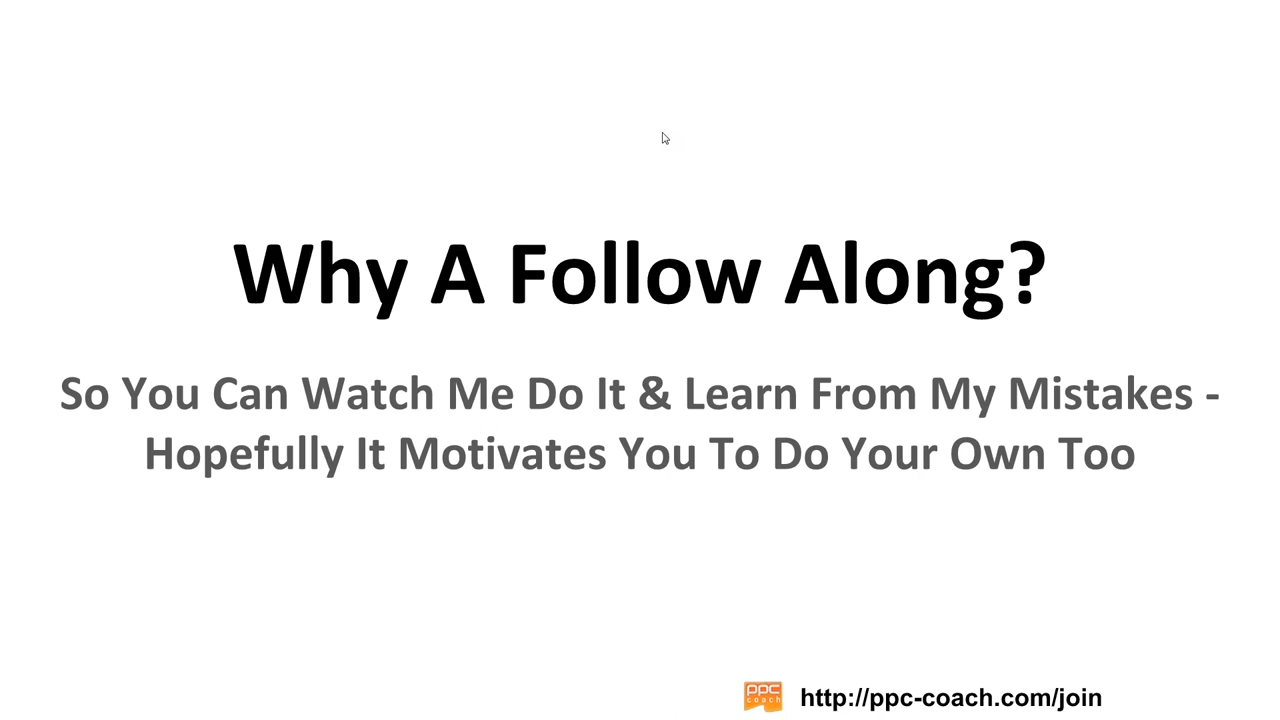 Why A Follow Along?
So You Can Watch Me Do It & Learn From My Mistakes -
Hopefully It Motivates You To Do Your Own Too
ppc
coach
http://ppc-coach.com/join